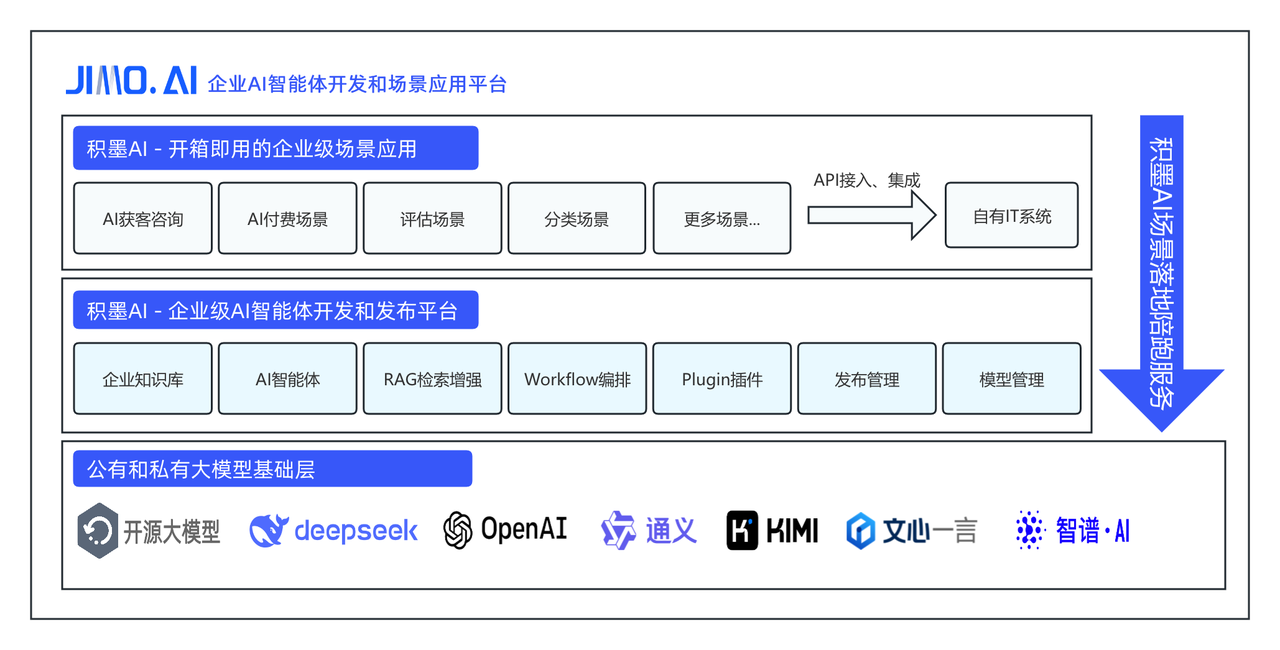 JIMO.AI 企业AI智能体开发和场景应用平台
积墨AI - 开箱即用的企业级场景应用
AI获客咨询
AI付费场景
评估场景
分类场景
更多场景...
API接入、集成
自有IT系统
积墨AI - 企业级AI智能体开发和发布平台
企业知识库
AI智能体
RAG检索增强
Workflow编排
Plugin插件
发布管理
模型管理
积墨AI场景落地陪跑服务
公有和私有大模型基础层
开源大模型
deepseek
OpenAI
通义
KIMI
文心一言
智谱·AI